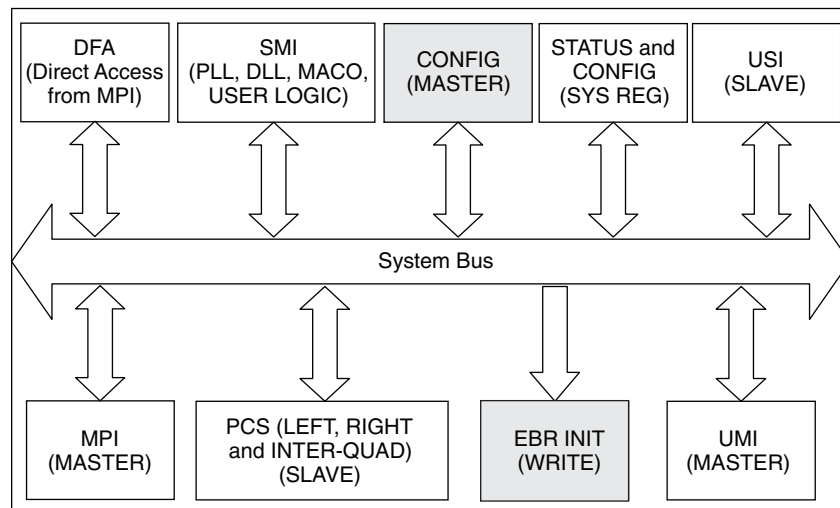 DFA
(Direct Access
from MPI)
SMI
(PLL, DLL, MACO,
USER LOGIC)
CONFIG
(MASTER)
STATUS and
CONFIG
(SYS REG)
USI
(SLAVE)
System Bus
MPI
(MASTER)
PCS (LEFT, RIGHT
and INTER-QUAD)
(SLAVE)
EBR INIT
(WRITE)
UMI
(MASTER)